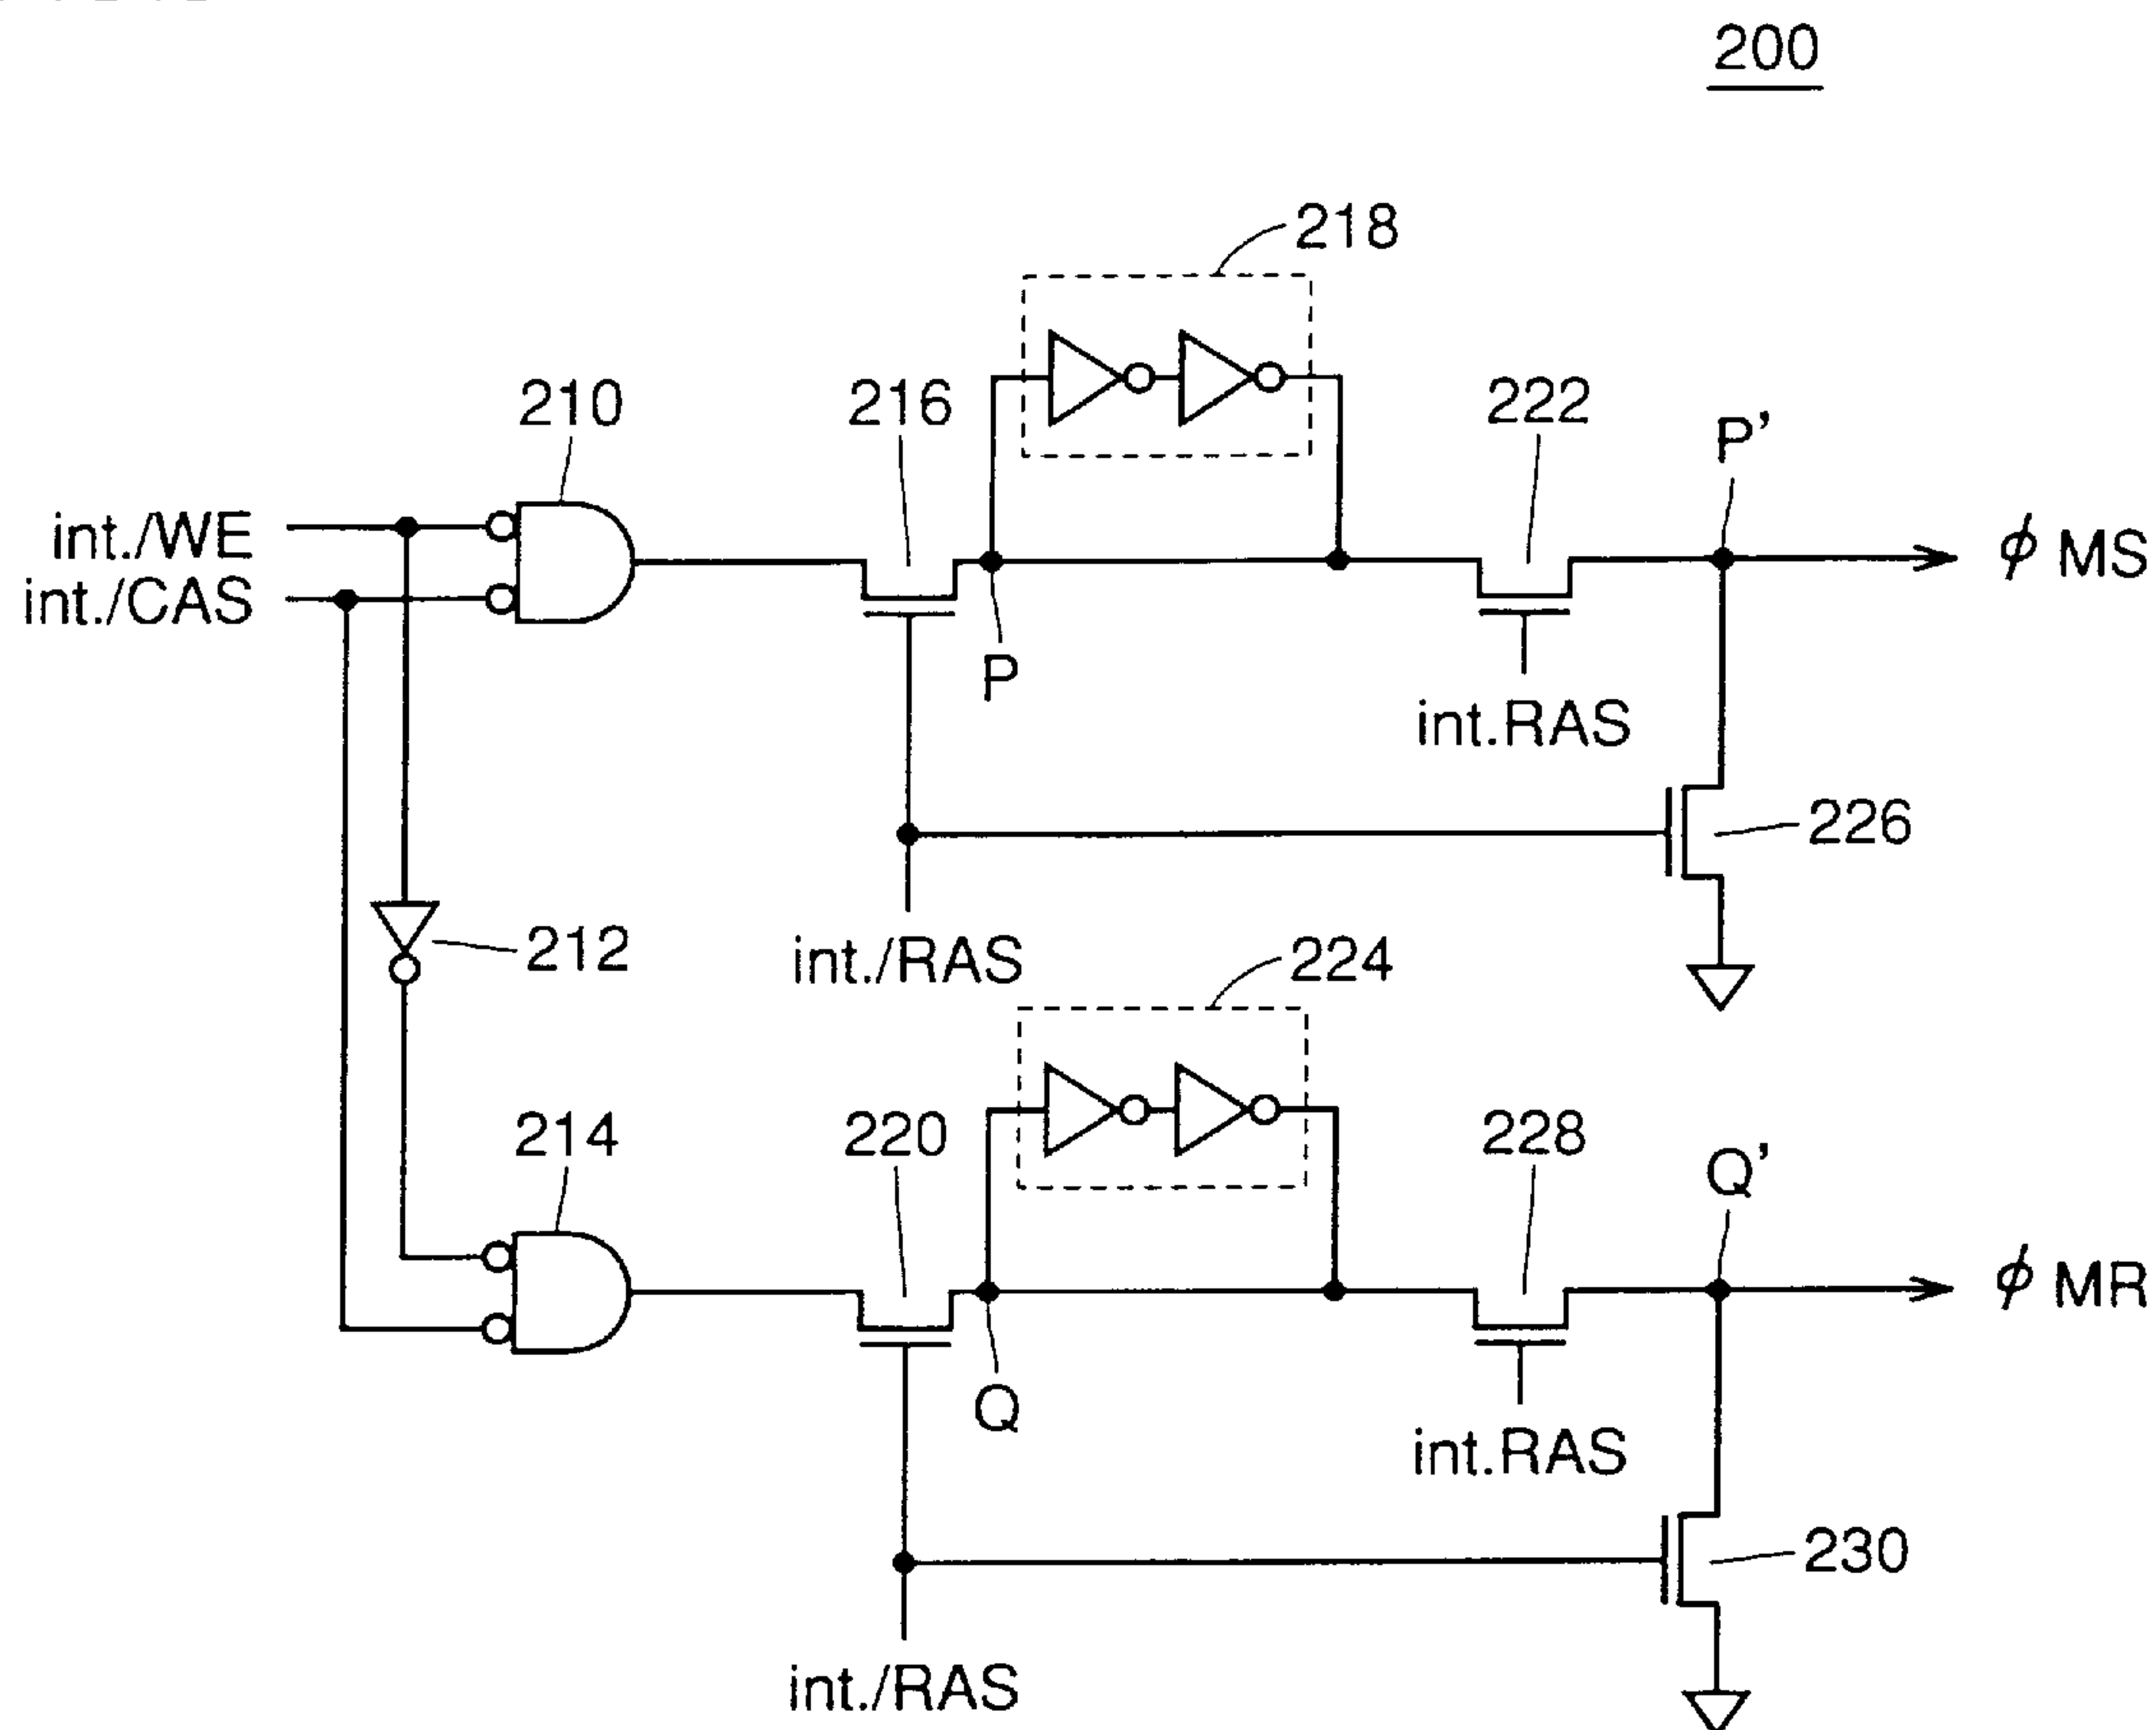 200
218
210
216
222
P’
int./WE
int./CAS
ϕ MS
P
int.RAS
226
212
int./RAS
224
214
220
228
Q’
ϕ MR
Q
int.RAS
230
int./RAS